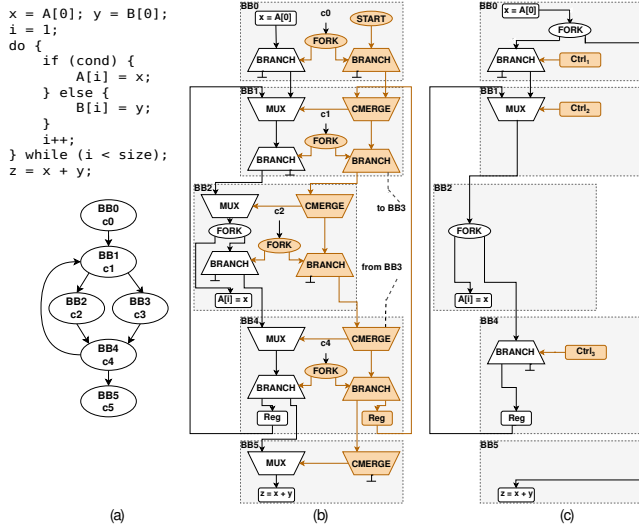 x = A[0]; y = B[0];
i = 1;
do {
if (cond) {
A[i] = x;
} else {
B[i] = y;
}
i++;
} while (i < size);
z = x + y;
BB0
c0
BB1
c1
BB2
c2
BB3
c3
BB4
c4
BB5
c5
(a)
BB0
x = A[0]
c0
START
FORK
BRANCH
BRANCH
BB1
MUX
CMERGE
c1
FORK
BRANCH
BRANCH
to BB3
BB2
MUX
CMERGE
c2
FORK
FORK
BRANCH
BRANCH
A[i] = x
from BB3
BB4
MUX
CMERGE
c4
FORK
BRANCH
BRANCH
Reg
Reg
BB5
MUX
CMERGE
z = x + y
(b)
BB0
x = A[0]
FORK
BRANCH
Ctrl₁
BB1
MUX
Ctrl₂
BB2
FORK
A[i] = x
BB4
BRANCH
Ctrl₃
Reg
BB5
z = x + y
(c)